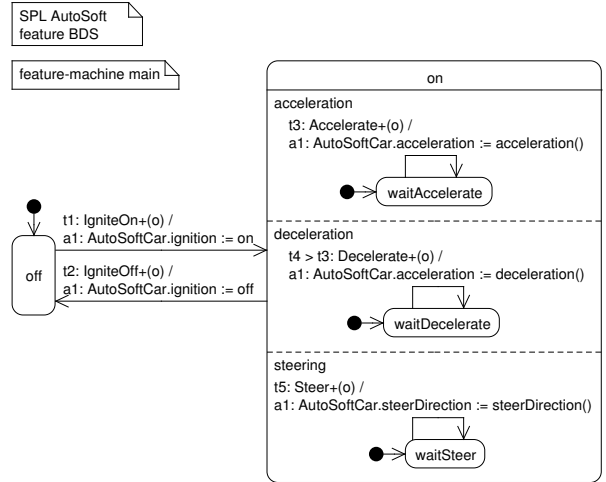 SPL AutoSoft
feature BDS
feature-machine main
on
acceleration
t3: Accelerate+(o) /
a1: AutoSoftCar.acceleration := acceleration()
waitAccelerate
t1: IgniteOn+(o) /
a1: AutoSoftCar.ignition := on
off
t2: IgniteOff+(o) /
a1: AutoSoftCar.ignition := off
deceleration
t4 > t3: Decelerate+(o) /
a1: AutoSoftCar.acceleration := deceleration()
waitDecelerate
steering
t5: Steer+(o) /
a1: AutoSoftCar.steerDirection := steerDirection()
waitSteer